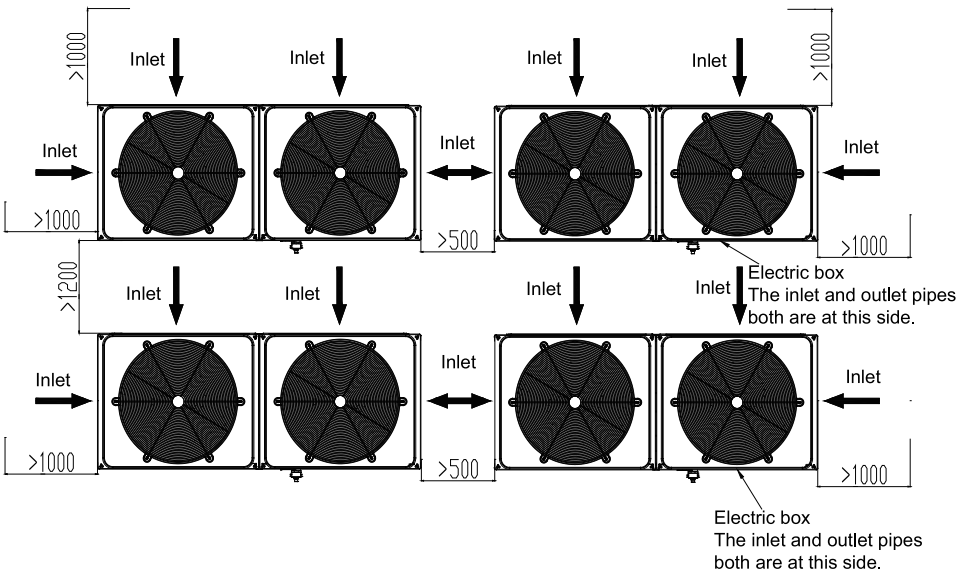 >1000
Inlet
Inlet
Inlet
Inlet
>1000
Inlet
Inlet
Inlet
>1000
>500
>1000
>1200
Electric box
The inlet and outlet pipes
both are at this side.
Inlet
Inlet
Inlet
Inlet
Inlet
Inlet
Inlet
>1000
>500
>1000
Electric box
The inlet and outlet pipes
both are at this side.